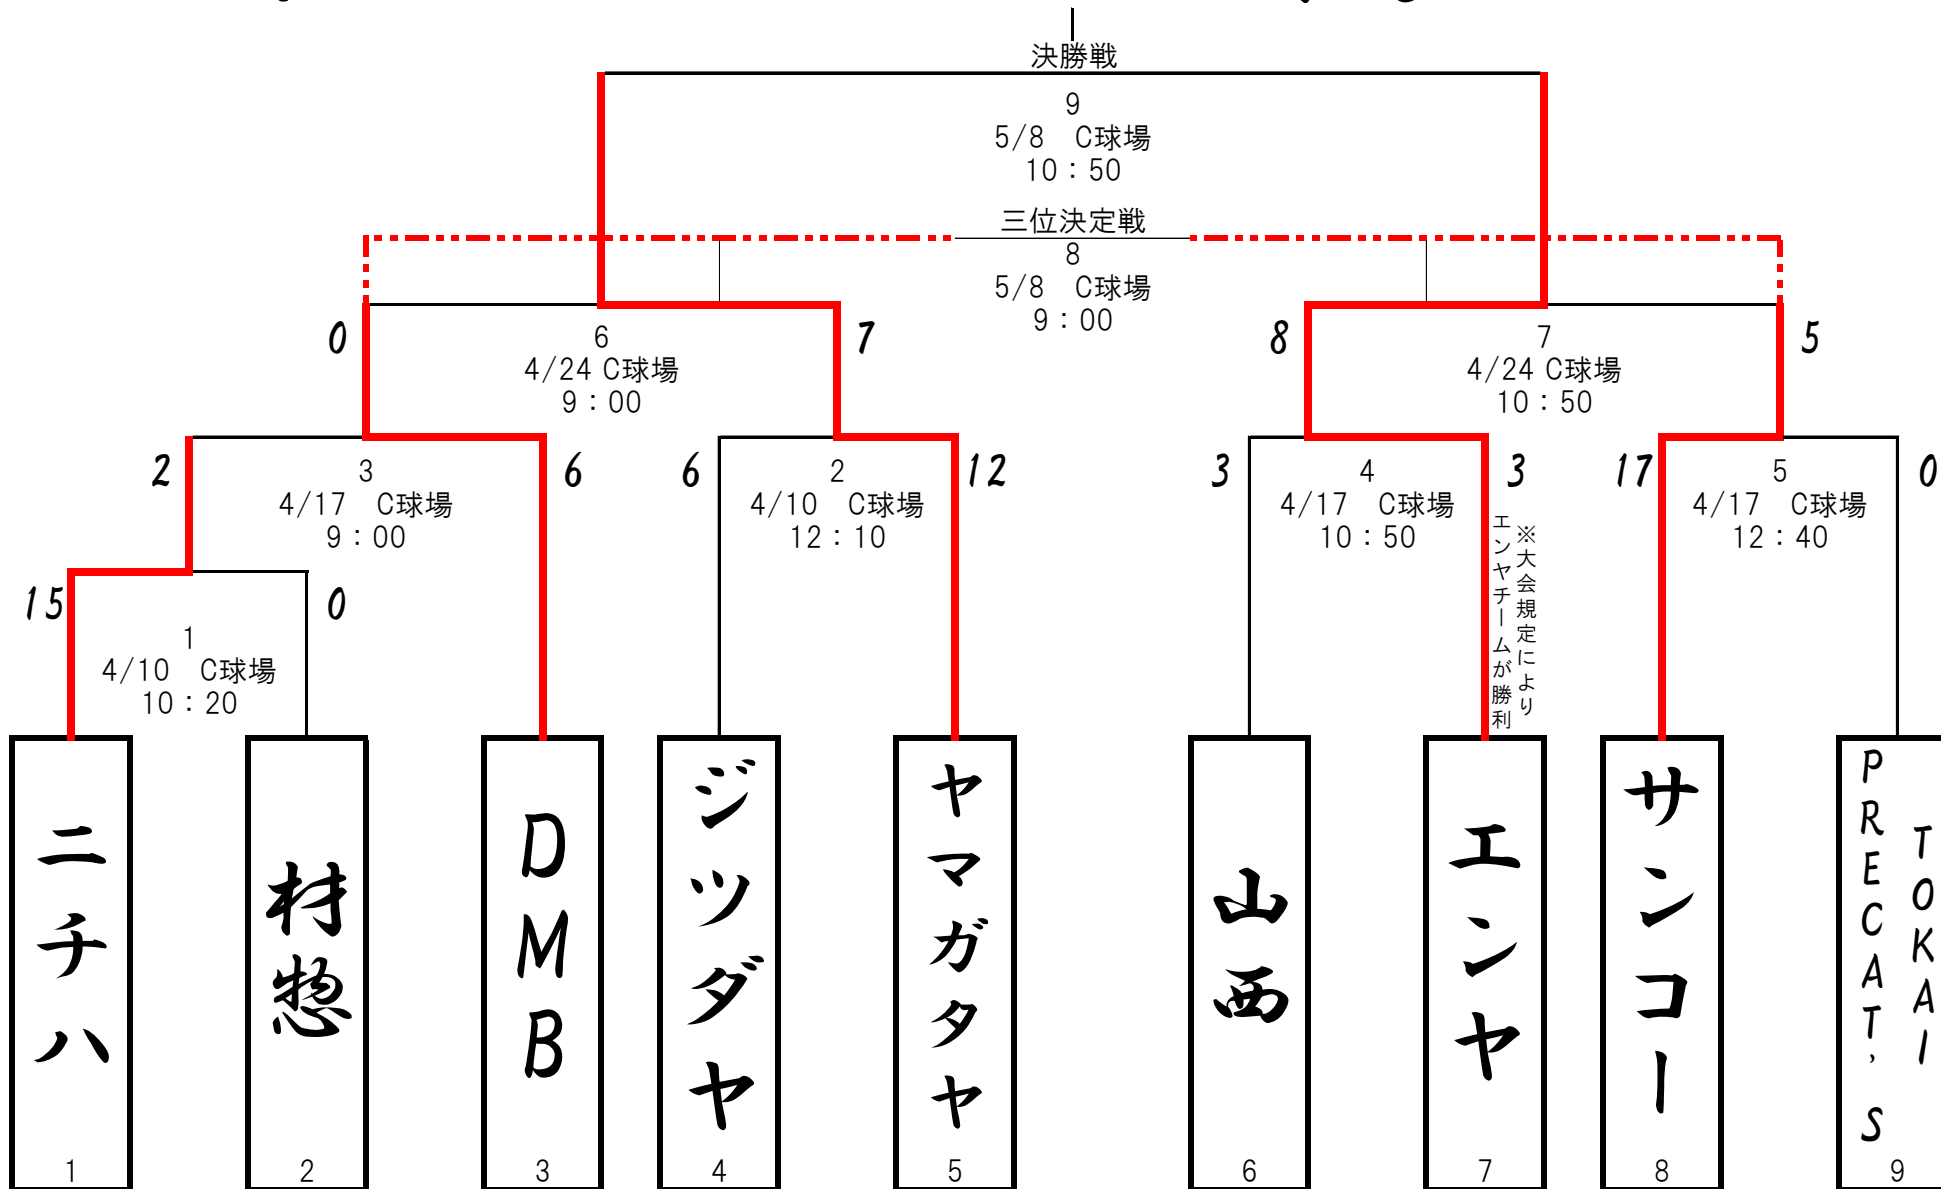 決勝戦
9
5/8　C球場
10：50
三位決定戦
8
5/8　C球場
9：00
0
7
8
5
6
4/24 C球場
9：00
7
4/24 C球場
10：50
2
6
6
12
3
3
17
0
3
4/17　C球場
9：00
2
4/10　C球場
12：10
4
4/17　C球場
10：50
5
4/17　C球場
12：40
※大会規定により
エンヤチームが勝利
15
0
1
4/10　C球場
10：20
ニチハ
1
材惣
2
DMB
3
ジツダヤ
4
ヤマガタヤ
5
山西
6
エンヤ
7
サンコー
8
TOKAI
PRECAT'S
9